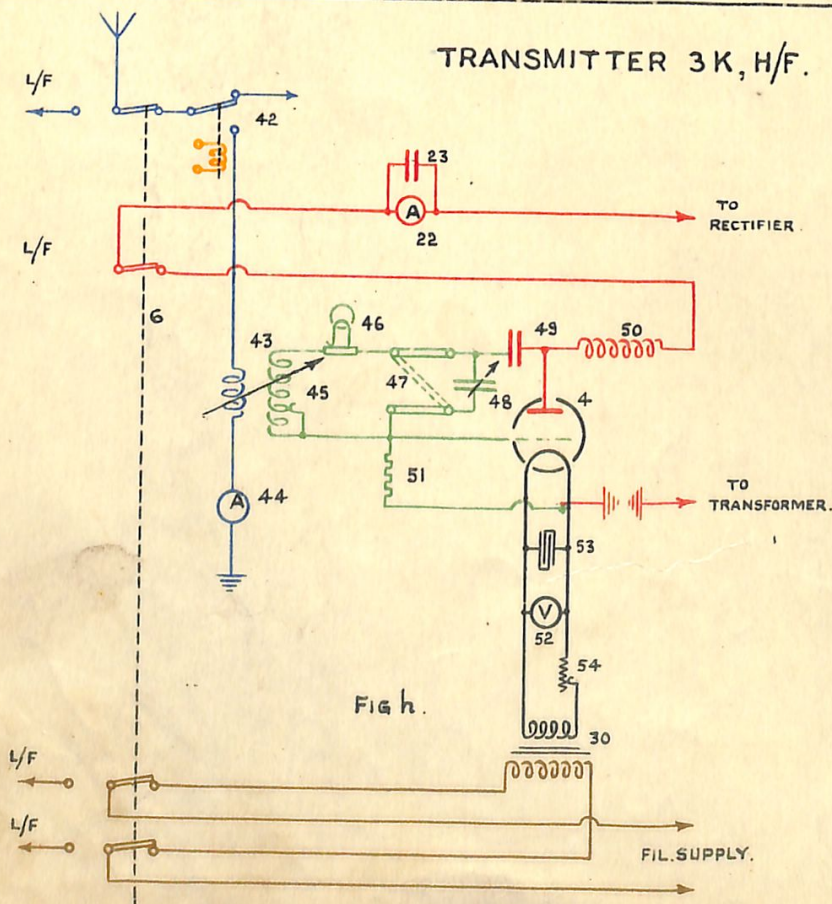 TRANSMITTER 3K, H/F.
L/F
42
23
A
22
TO
RECTIFIER.
L/F
6
43
46
49
50
45
47
48
4
51
A 44
TO
TRANSFORMER.
53
V
52
54
FIG h.
30
L/F
L/F
FIL. SUPPLY.